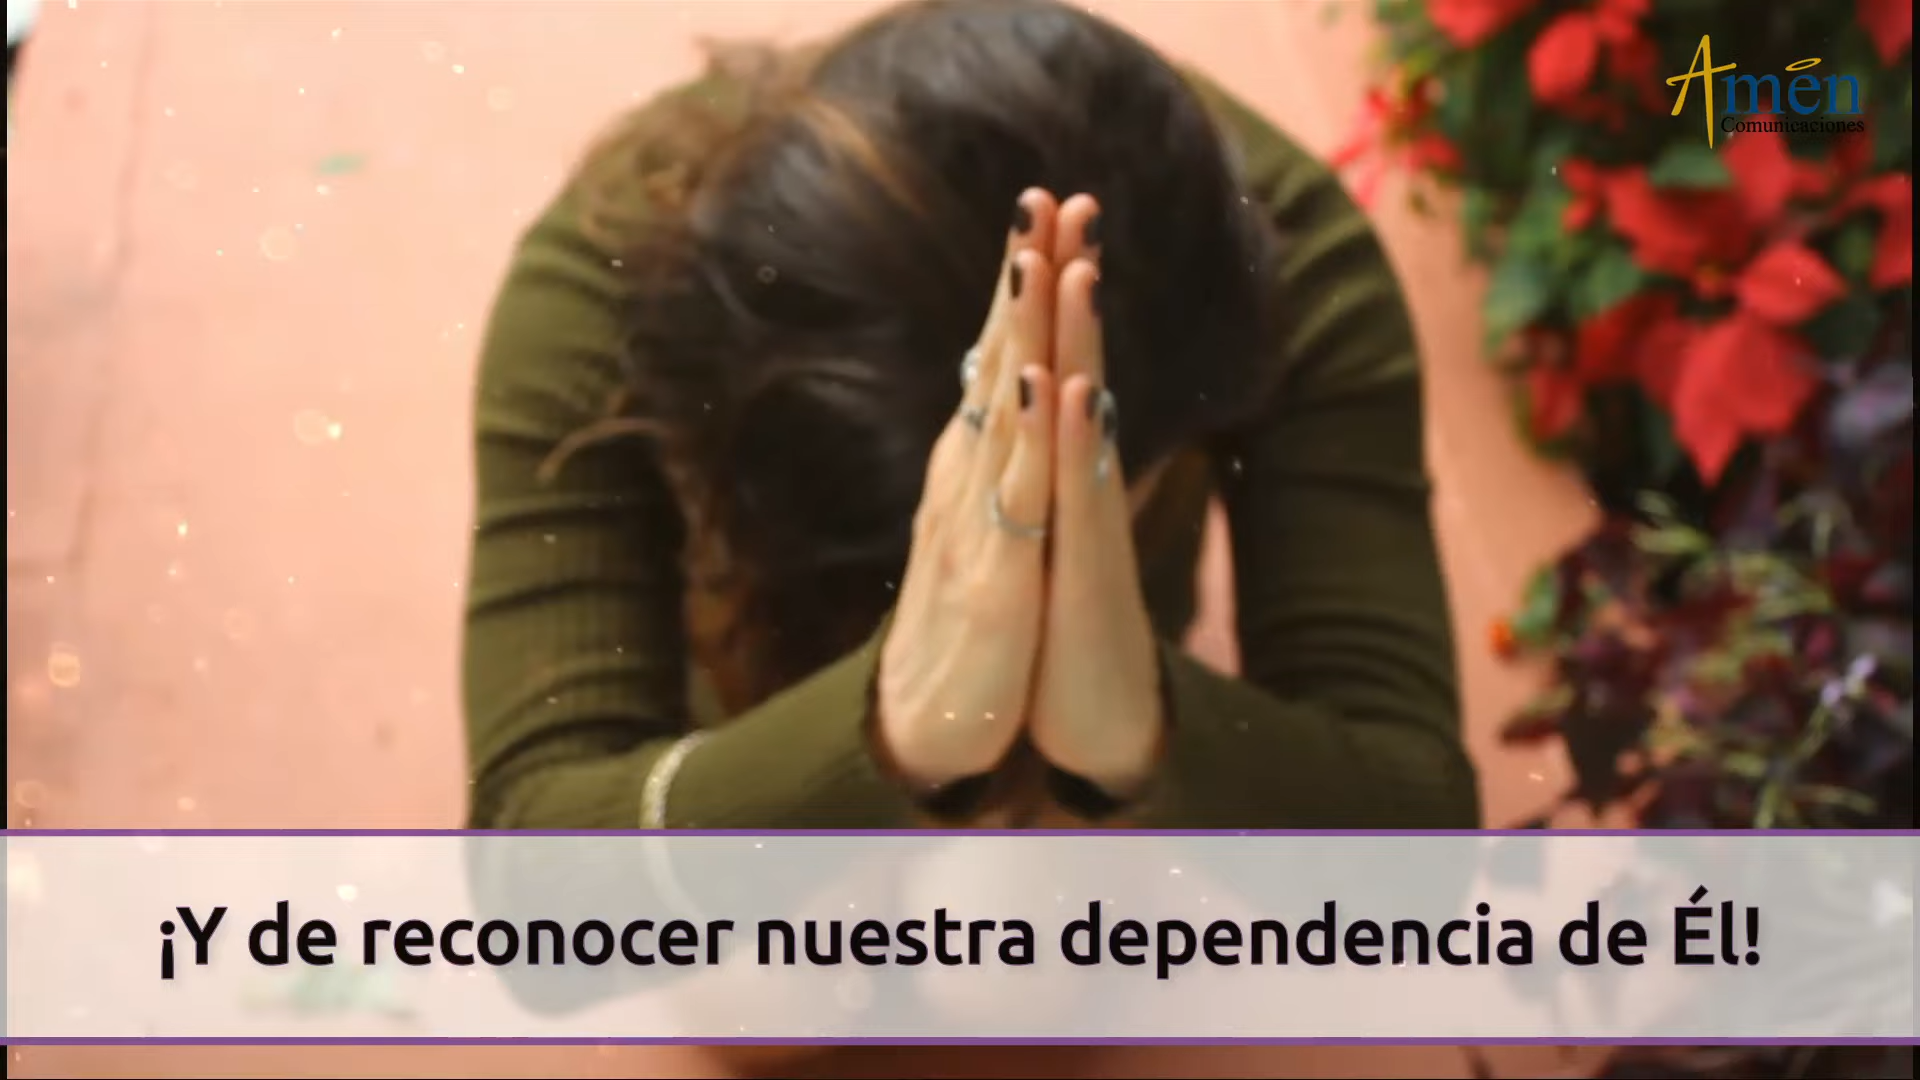 Amén
Comunicaciones
¡Y de reconocer nuestra dependencia de Él!